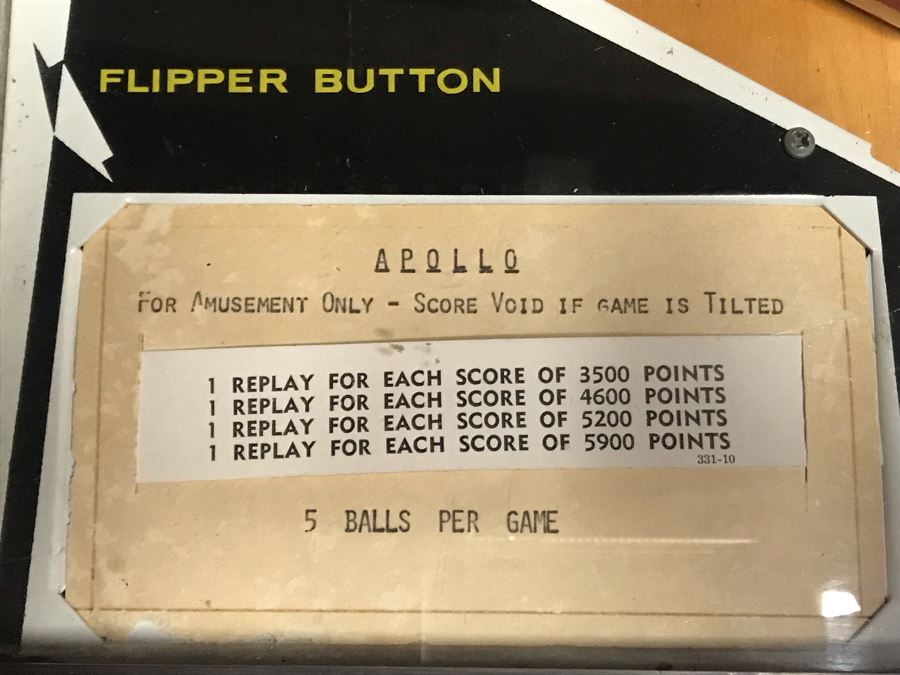 FLIPPER BUTTON
APOLLO
FOR AMUSEMENT ONLY - SCORE VOID IF GAME IS TILTED
1 REPLAY FOR EACH SCORE OF 3500 POINTS
1 REPLAY FOR EACH SCORE OF 4600 POINTS
1 REPLAY FOR EACH SCORE OF 5200 POINTS
1 REPLAY FOR EACH SCORE OF 5900 POINTS
331-10
5 BALLS PER GAME